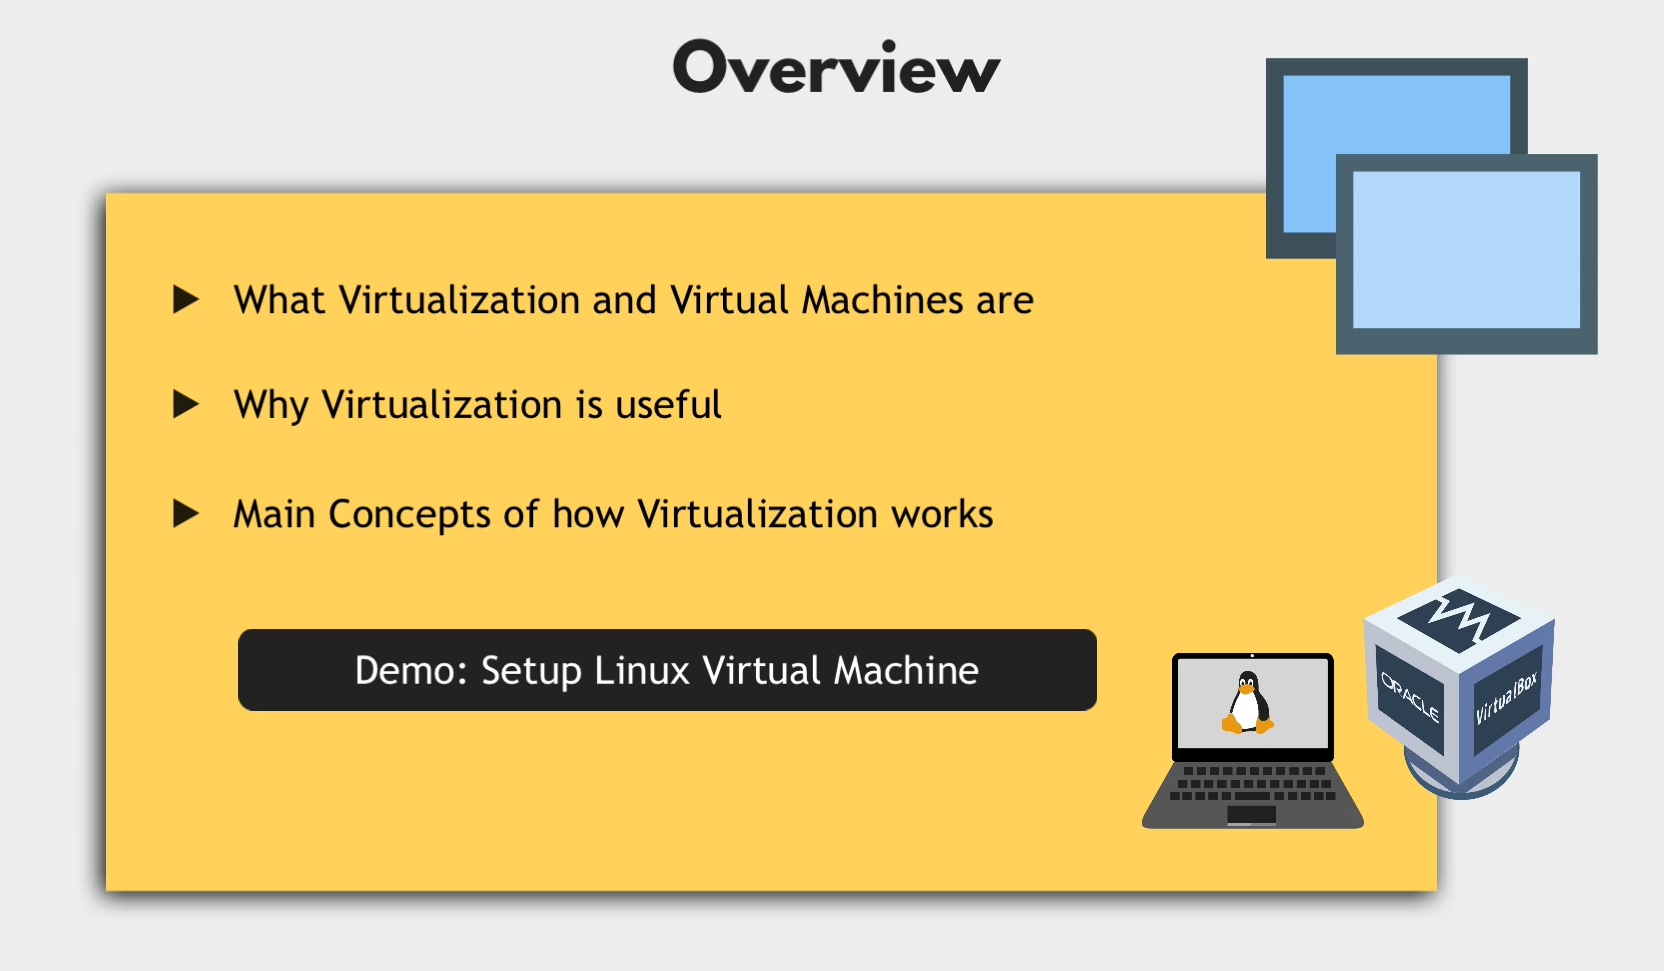 Overview
What Virtualization and Virtual Machines are
Why Virtualization is useful
Main Concepts of how Virtualization works
Demo: Setup Linux Virtual Machine
ORACLE
VirtualBox